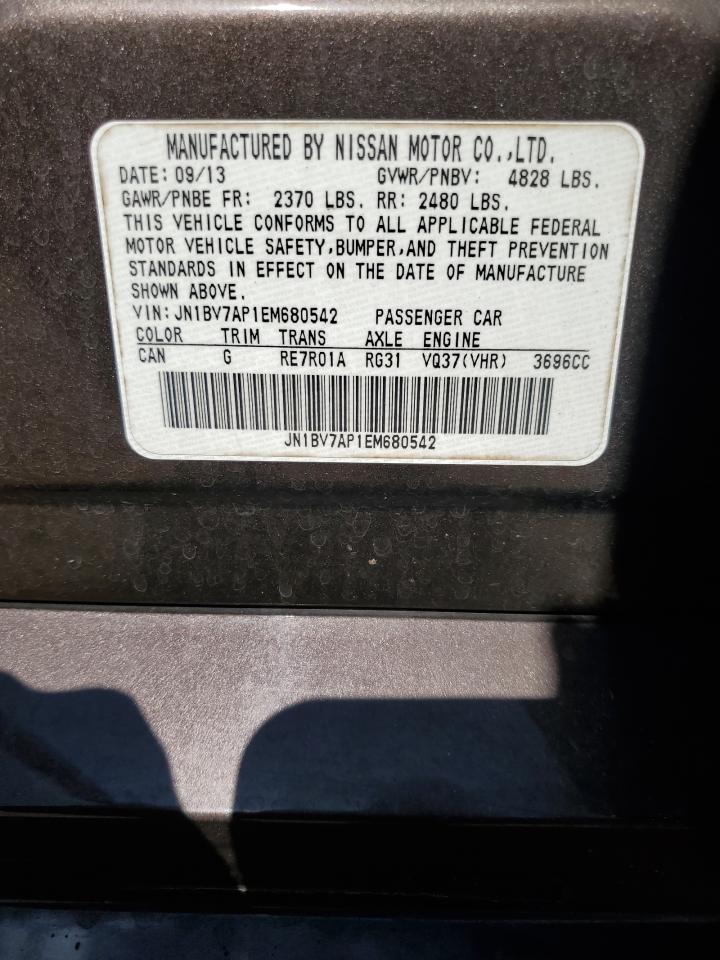 MANUFACTURED BY NISSAN MOTOR CO.,LTD.
DATE: 09/13 GVWR/PNBV: 4828 LBS.
GAWR/PNBE FR: 2370 LBS. RR: 2480 LBS.
THIS VEHICLE CONFORMS TO ALL APPLICABLE FEDERAL
MOTOR VEHICLE SAFETY,BUMPER,AND THEFT PREVENTION
STANDARDS IN EFFECT ON THE DATE OF MANUFACTURE
SHOWN ABOVE.
VIN:JN1BV7AP1EM680542 PASSENGER CAR
COLOR TRIM TRANS AXLE ENGINE
CAN G RE7R01A RG31 VQ37(VHR) 3696CC
JN1BV7AP1EM680542